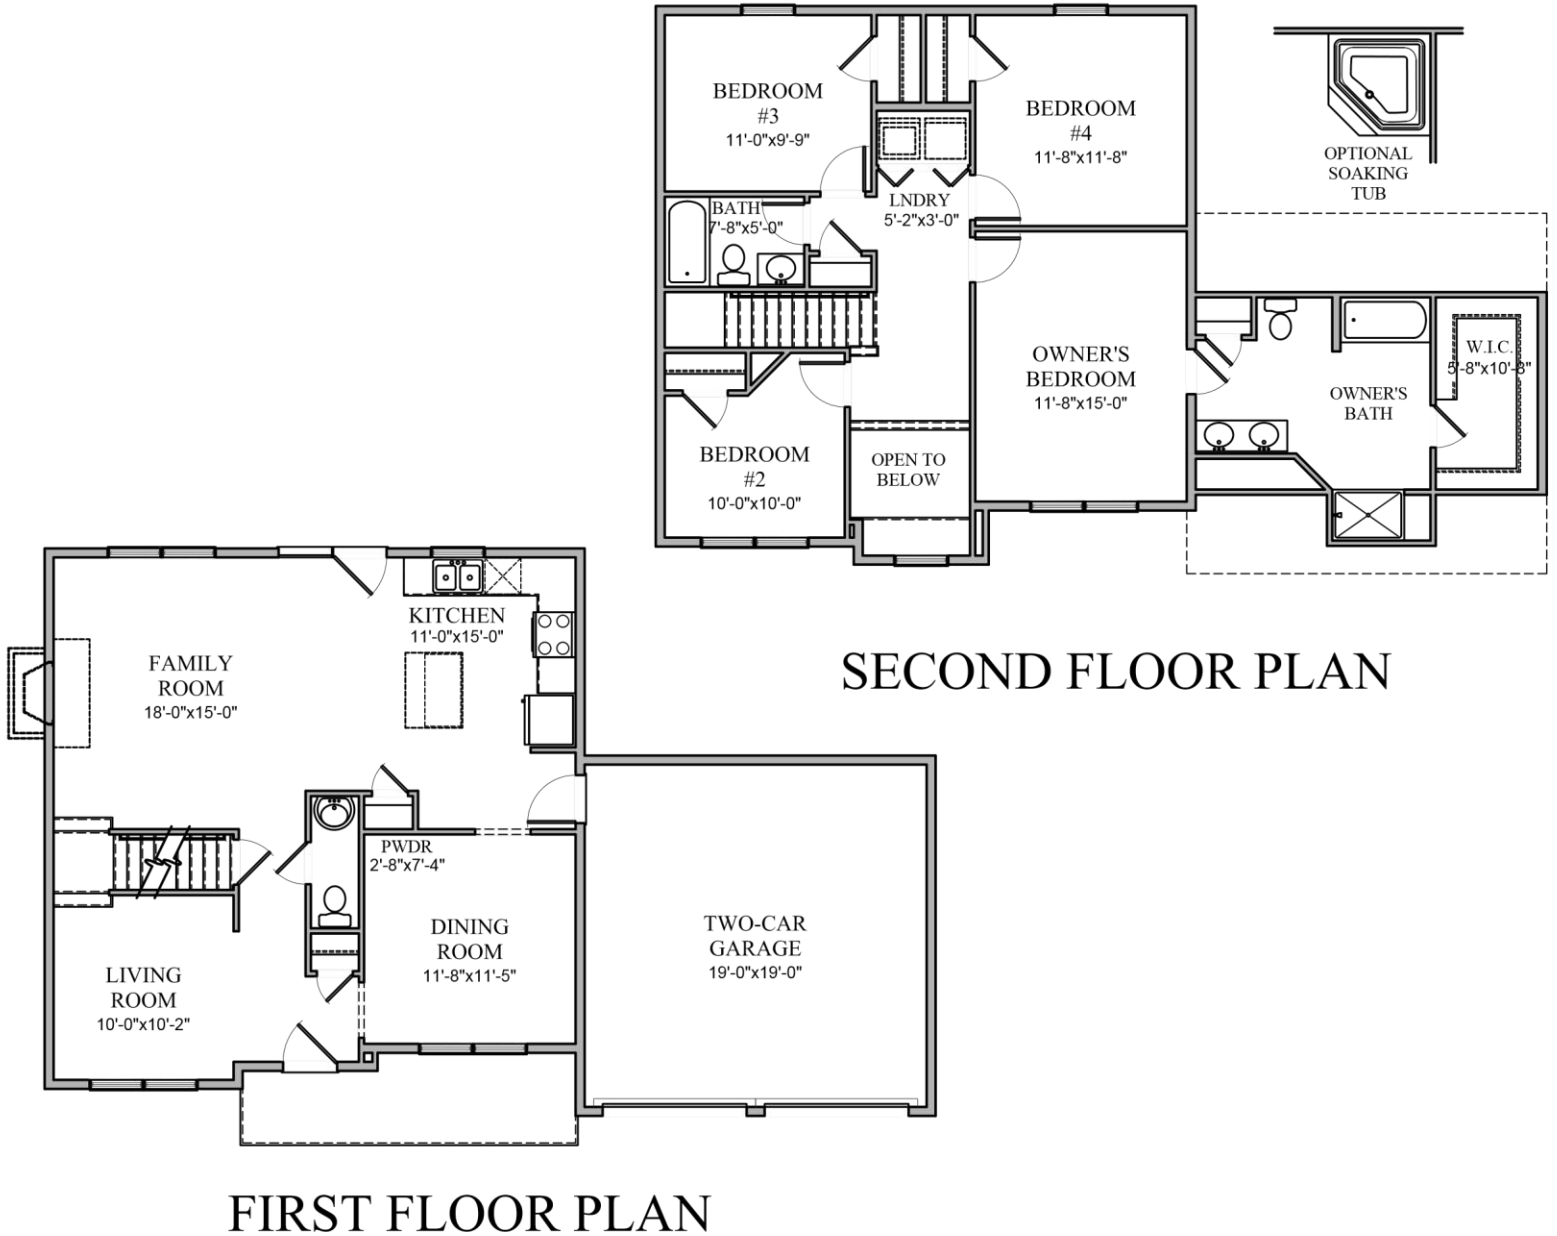 BEDROOM
#3
11'-0"x9'-9"
BEDROOM
#4
11'-8"x11'-8"
OPTIONAL
SOAKING
TUB
LNDRY
5'-2"x3'-0"
BATH
7'-8"x5'-0"
OWNER'S
BEDROOM
11'-8"x15'-0"
W.I.C.
5'-8"x10'-8"
OWNER'S
BATH
BEDROOM
#2
10'-0"x10'-0"
OPEN TO
BELOW
SECOND FLOOR PLAN
KITCHEN
11'-0"x15'-0"
FAMILY
ROOM
18'-0"x15'-0"
PWDR
2'-8"x7'-4"
DINING
ROOM
11'-8"x11'-5"
TWO-CAR
GARAGE
19'-0"x19'-0"
LIVING
ROOM
10'-0"x10'-2"
FIRST FLOOR PLAN